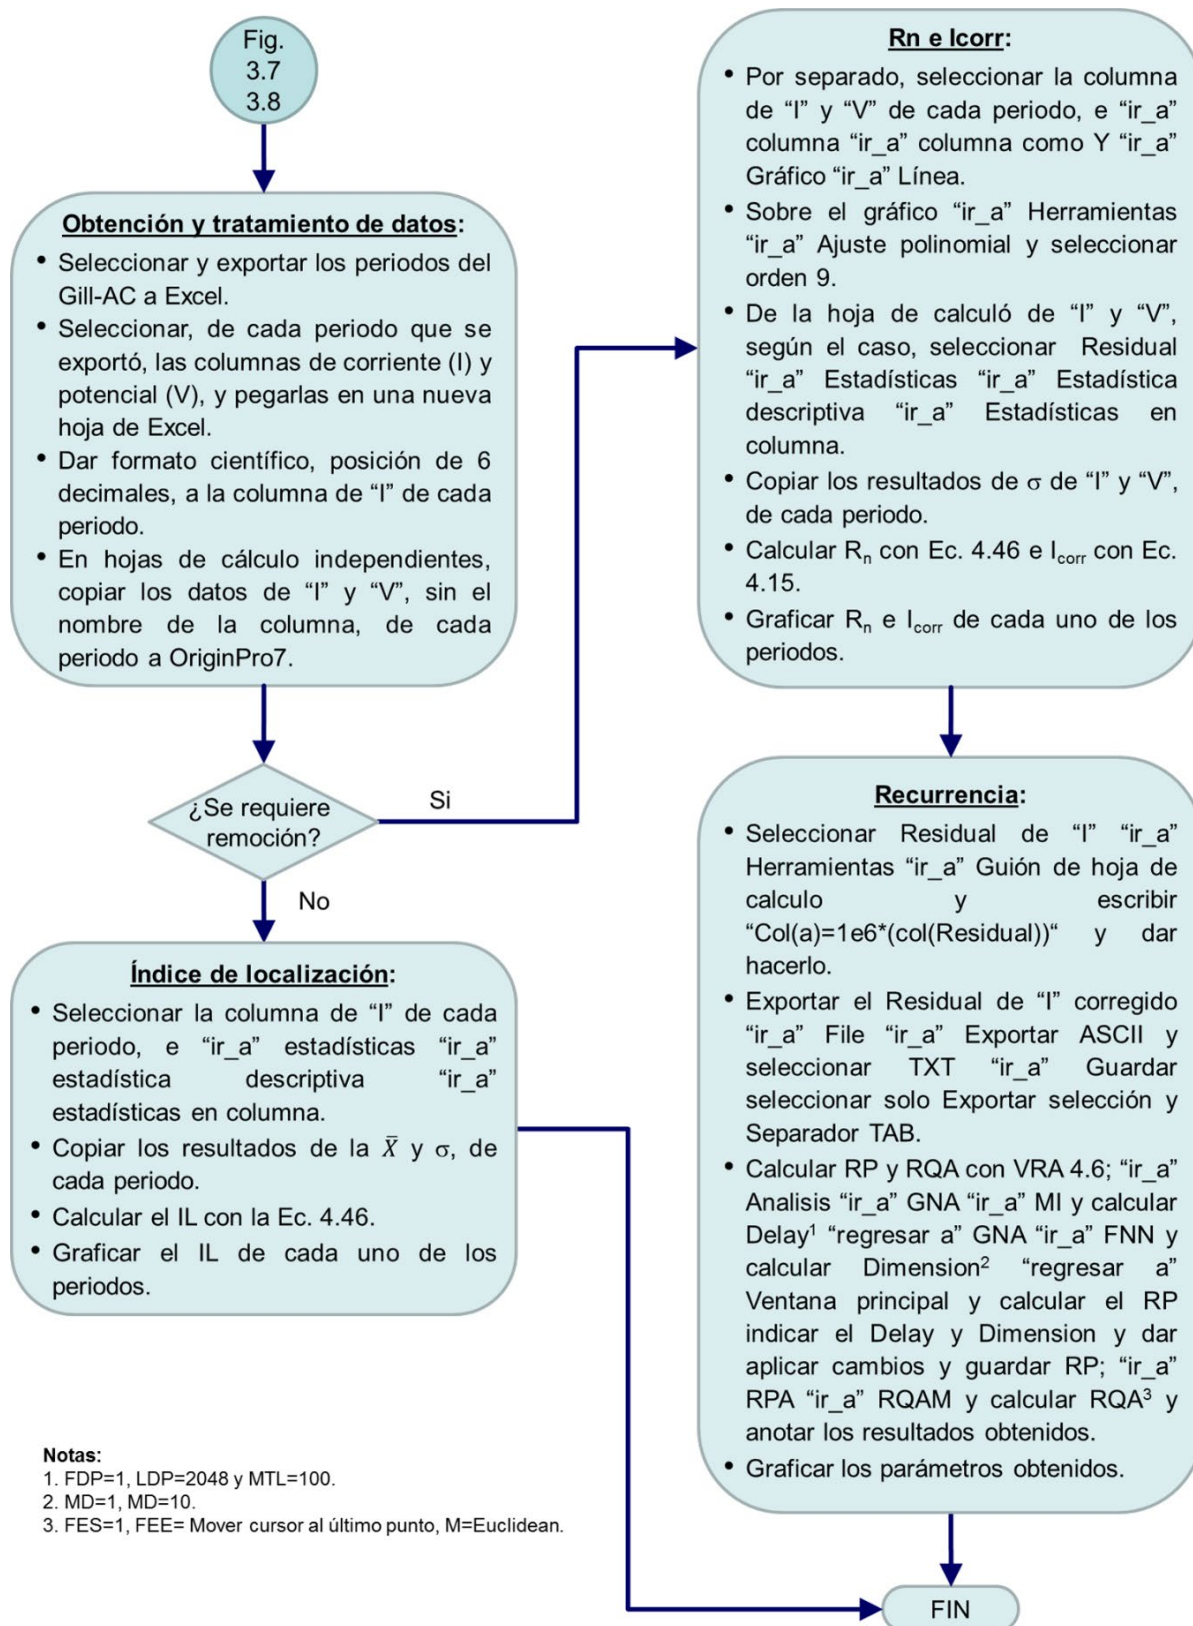 Fig.
3.7
3.8
Obtención y tratamiento de datos:
• Seleccionar y exportar los periodos del
Gill-AC a Excel.
• Seleccionar, de cada periodo que se
exportó, las columnas de corriente (I) y
potencial (V), y pegarlas en una nueva
hoja de Excel.
• Dar formato científico, posición de 6
decimales, a la columna de “I” de cada
periodo.
• En hojas de cálculo independientes,
copiar los datos de “I” y “V”, sin el
nombre de la columna, de cada
periodo a OriginPro7.
¿Se requiere
remoción?
Si
No
Índice de localización:
• Seleccionar la columna de “I” de cada
periodo, e “ir_a” estadísticas “ir_a”
estadística descriptiva “ir_a”
estadísticas en columna.
• Copiar los resultados de la X̄ y σ, de
cada periodo.
• Calcular el IL con la Ec. 4.46.
• Graficar el IL de cada uno de los
periodos.
Rn e Icorr:
• Por separado, seleccionar la columna
de “I” y “V” de cada periodo, e “ir_a”
columna “ir_a” columna como Y “ir_a”
Gráfico “ir_a” Línea.
• Sobre el gráfico “ir_a” Herramientas
“ir_a” Ajuste polinomial y seleccionar
orden 9.
• De la hoja de calculó de “I” y “V”,
según el caso, seleccionar Residual
“ir_a” Estadísticas “ir_a” Estadística
descriptiva “ir_a” Estadísticas en
columna.
• Copiar los resultados de σ de “I” y “V”,
de cada periodo.
• Calcular Rn con Ec. 4.46 e Icorr con Ec.
4.15.
• Graficar Rn e Icorr de cada uno de los
periodos.
Recurrencia:
• Seleccionar Residual de “I” “ir_a”
Herramientas “ir_a” Guión de hoja de
calculo y escribir
“Col(a)=1e6*(col(Residual))“ y dar
hacerlo.
• Exportar el Residual de “I” corregido
“ir_a” File “ir_a” Exportar ASCII y
seleccionar TXT “ir_a” Guardar
seleccionar solo Exportar selección y
Separador TAB.
• Calcular RP y RQA con VRA 4.6; “ir_a”
Analisis “ir_a” GNA “ir_a” MI y calcular
Delay¹ “regresar a” GNA “ir_a” FNN y
calcular Dimension² “regresar a”
Ventana principal y calcular el RP
indicar el Delay y Dimension y dar
aplicar cambios y guardar RP; “ir_a”
RPA “ir_a” RQAM y calcular RQA³ y
anotar los resultados obtenidos.
• Graficar los parámetros obtenidos.
Notas:
1. FDP=1, LDP=2048 y MTL=100.
2. MD=1, MD=10.
3. FES=1, FEE= Mover cursor al último punto, M=Euclidean.
FIN